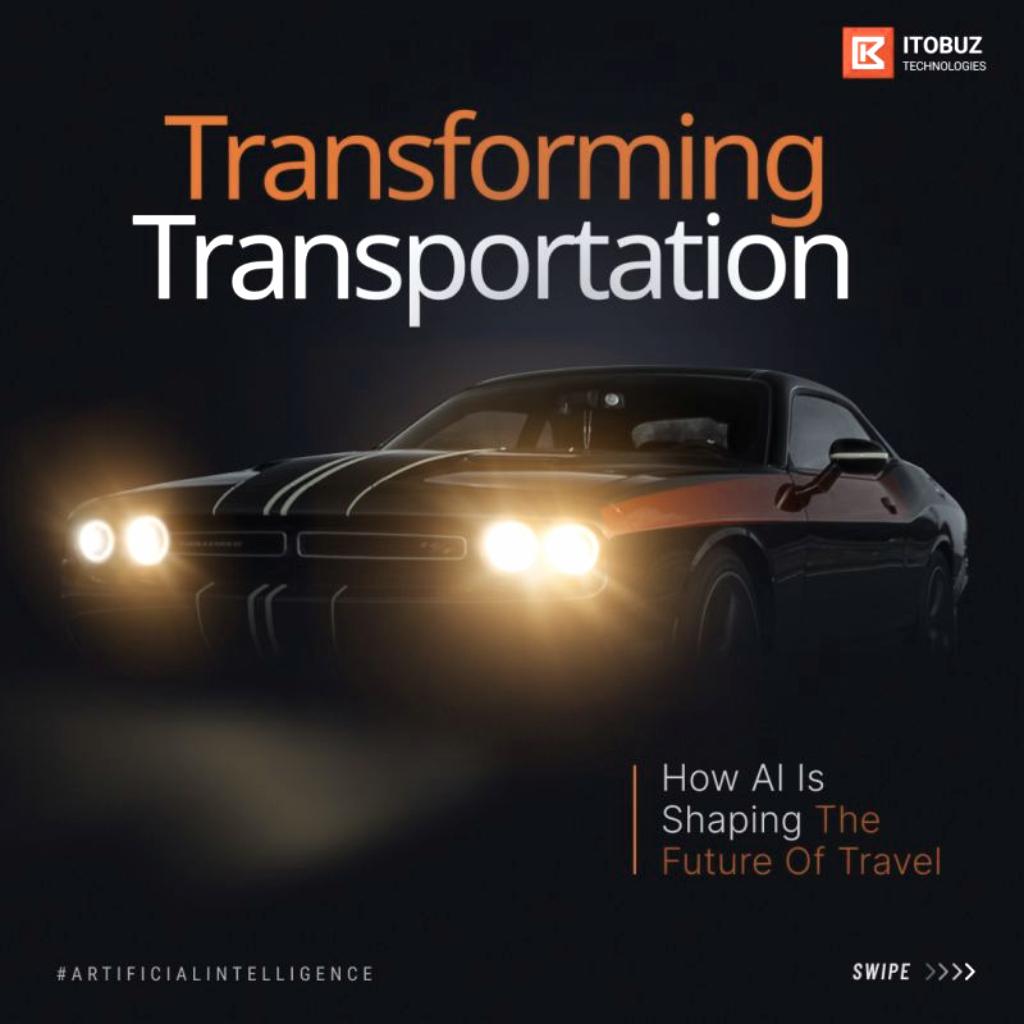 ITOBUZ
TECHNOLOGIES
Transforming
Transportation
How AI Is
Shaping The
Future Of Travel
#ARTIFICIALINTELLIGENCE
SWIPE >>>>